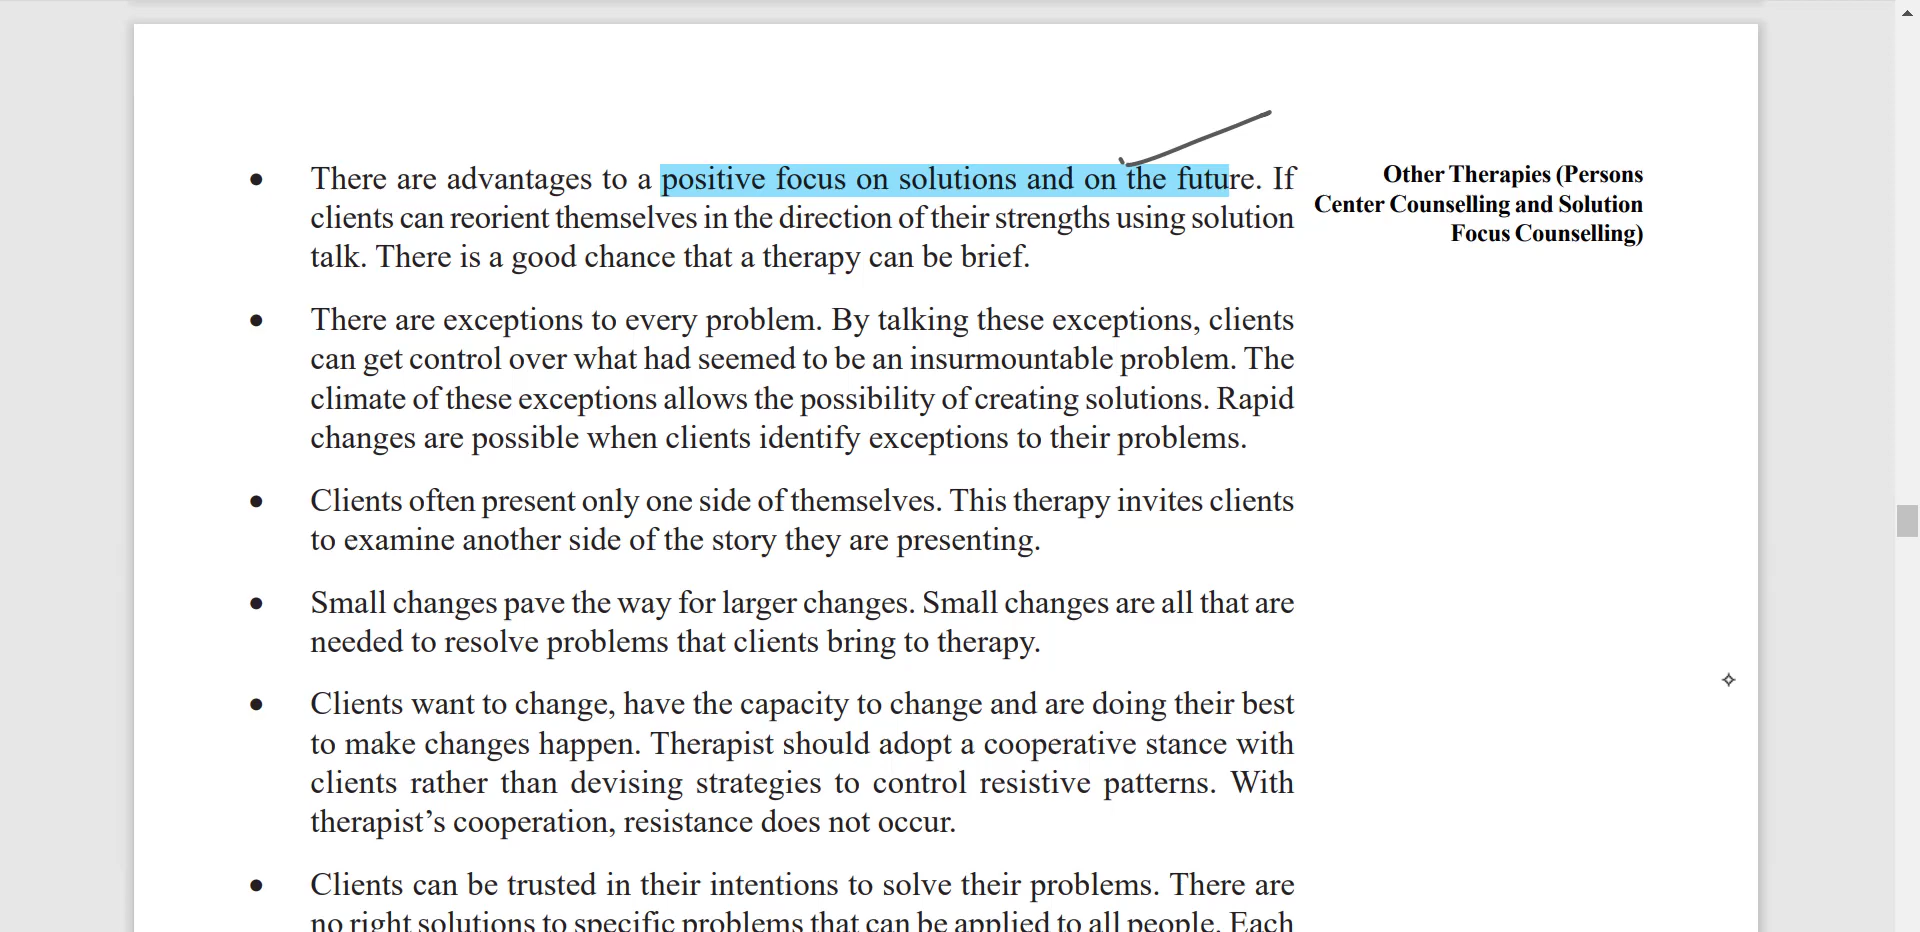 • There are advantages to a positive focus on solutions and on the future. If
clients can reorient themselves in the direction of their strengths using solution
talk. There is a good chance that a therapy can be brief.
• There are exceptions to every problem. By talking these exceptions, clients
can get control over what had seemed to be an insurmountable problem. The
climate of these exceptions allows the possibility of creating solutions. Rapid
changes are possible when clients identify exceptions to their problems.
• Clients often present only one side of themselves. This therapy invites clients
to examine another side of the story they are presenting.
• Small changes pave the way for larger changes. Small changes are all that are
needed to resolve problems that clients bring to therapy.
• Clients want to change, have the capacity to change and are doing their best
to make changes happen. Therapist should adopt a cooperative stance with
clients rather than devising strategies to control resistive patterns. With
therapist’s cooperation, resistance does not occur.
• Clients can be trusted in their intentions to solve their problems. There are
no right solutions to specific problems that can be applied to all people. Each
Other Therapies (Persons
Center Counselling and Solution
Focus Counselling)